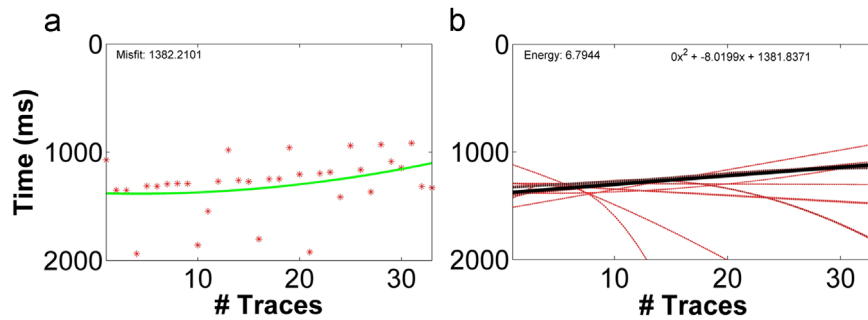 a
b
0
Misfit: 1382.2101
1000
2000
Time (ms)
10
20
30
# Traces
0
Energy: 6.7944
0x² + -8.0199x + 1381.8371
1000
2000
10
20
30
# Traces